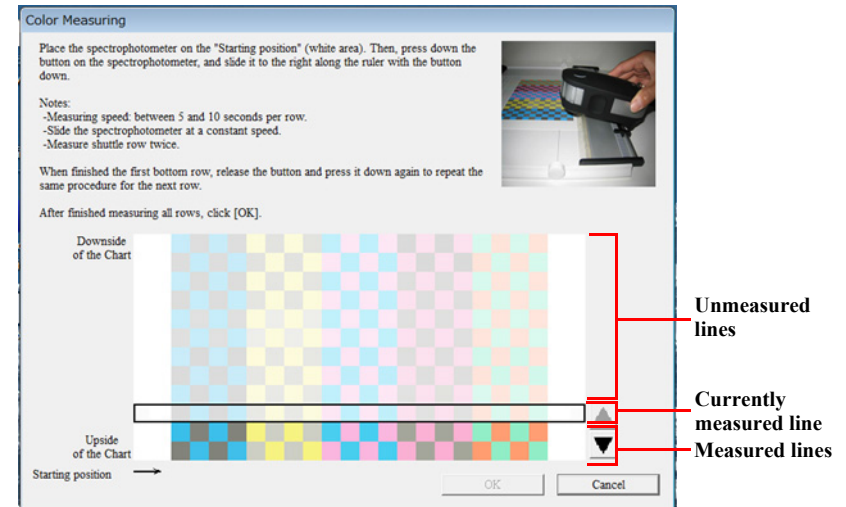 Color Measuring
Place the spectrophotometer on the "Starting position" (white area). Then, press down the
button on the spectrophotometer, and slide it to the right along the ruler with the button
down.
Notes:
-Measuring speed: between 5 and 10 seconds per row.
-Slide the spectrophotometer at a constant speed.
-Measure shuttle row twice.
When finished the first bottom row, release the button and press it down again to repeat the
same procedure for the next row.
After finished measuring all rows, click [OK].
Downside
of the Chart
Unmeasured
lines
Currently
measured line
Upside
of the Chart
Measured lines
Starting position
OK
Cancel